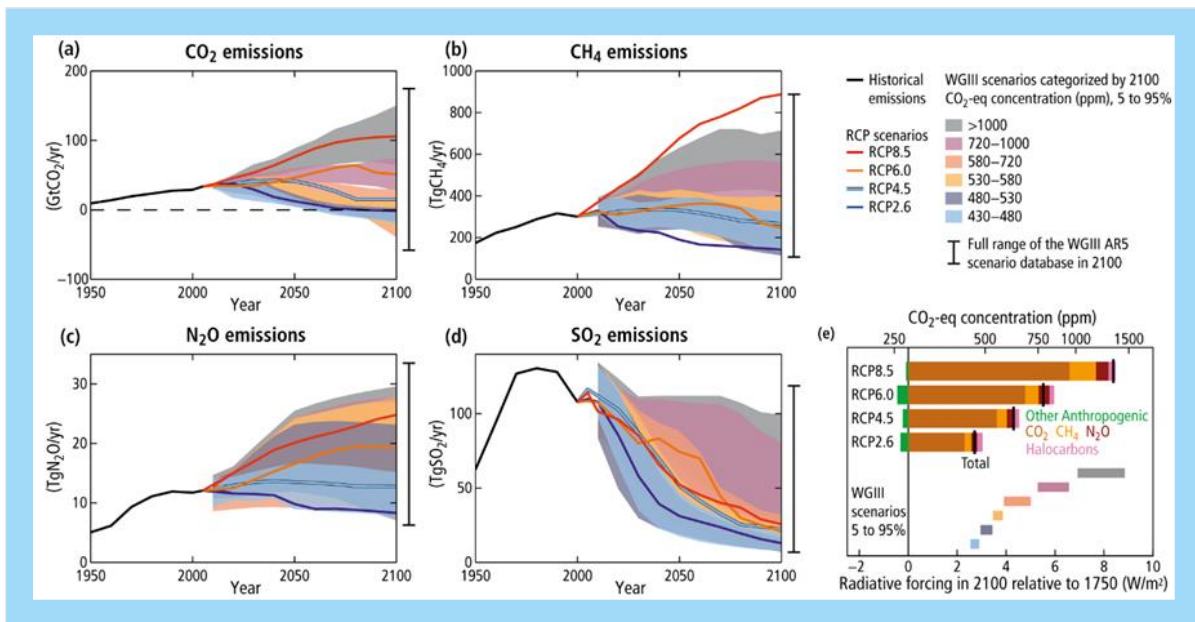 (a) CO₂ emissions
200
100
0
−100
(GtCO₂/yr)
1950 2000 2050 2100
Year
(b) CH₄ emissions
1000
800
600
400
200
0
(TgCH₄/yr)
1950 2000 2050 2100
Year
Historical
emissions
RCP scenarios
RCP8.5
RCP6.0
RCP4.5
RCP2.6
WGIII scenarios categorized by 2100
CO₂-eq concentration (ppm), 5 to 95%
>1000
720−1000
580−720
530−580
480−530
430−480
Full range of the WGIII AR5
scenario database in 2100
(c) N₂O emissions
30
20
10
0
(TgN₂O/yr)
1950 2000 2050 2100
Year
(d) SO₂ emissions
100
50
0
(TgSO₂/yr)
1950 2000 2050 2100
Year
CO₂-eq concentration (ppm)
(e) 250 500 750 1000 1500
RCP8.5
RCP6.0
RCP4.5
RCP2.6
Other Anthropogenic
CO₂ CH₄ N₂O
Halocarbons
Total
WGIII
scenarios
5 to 95%
−2 0 2 4 6 8 10
Radiative forcing in 2100 relative to 1750 (W/m²)